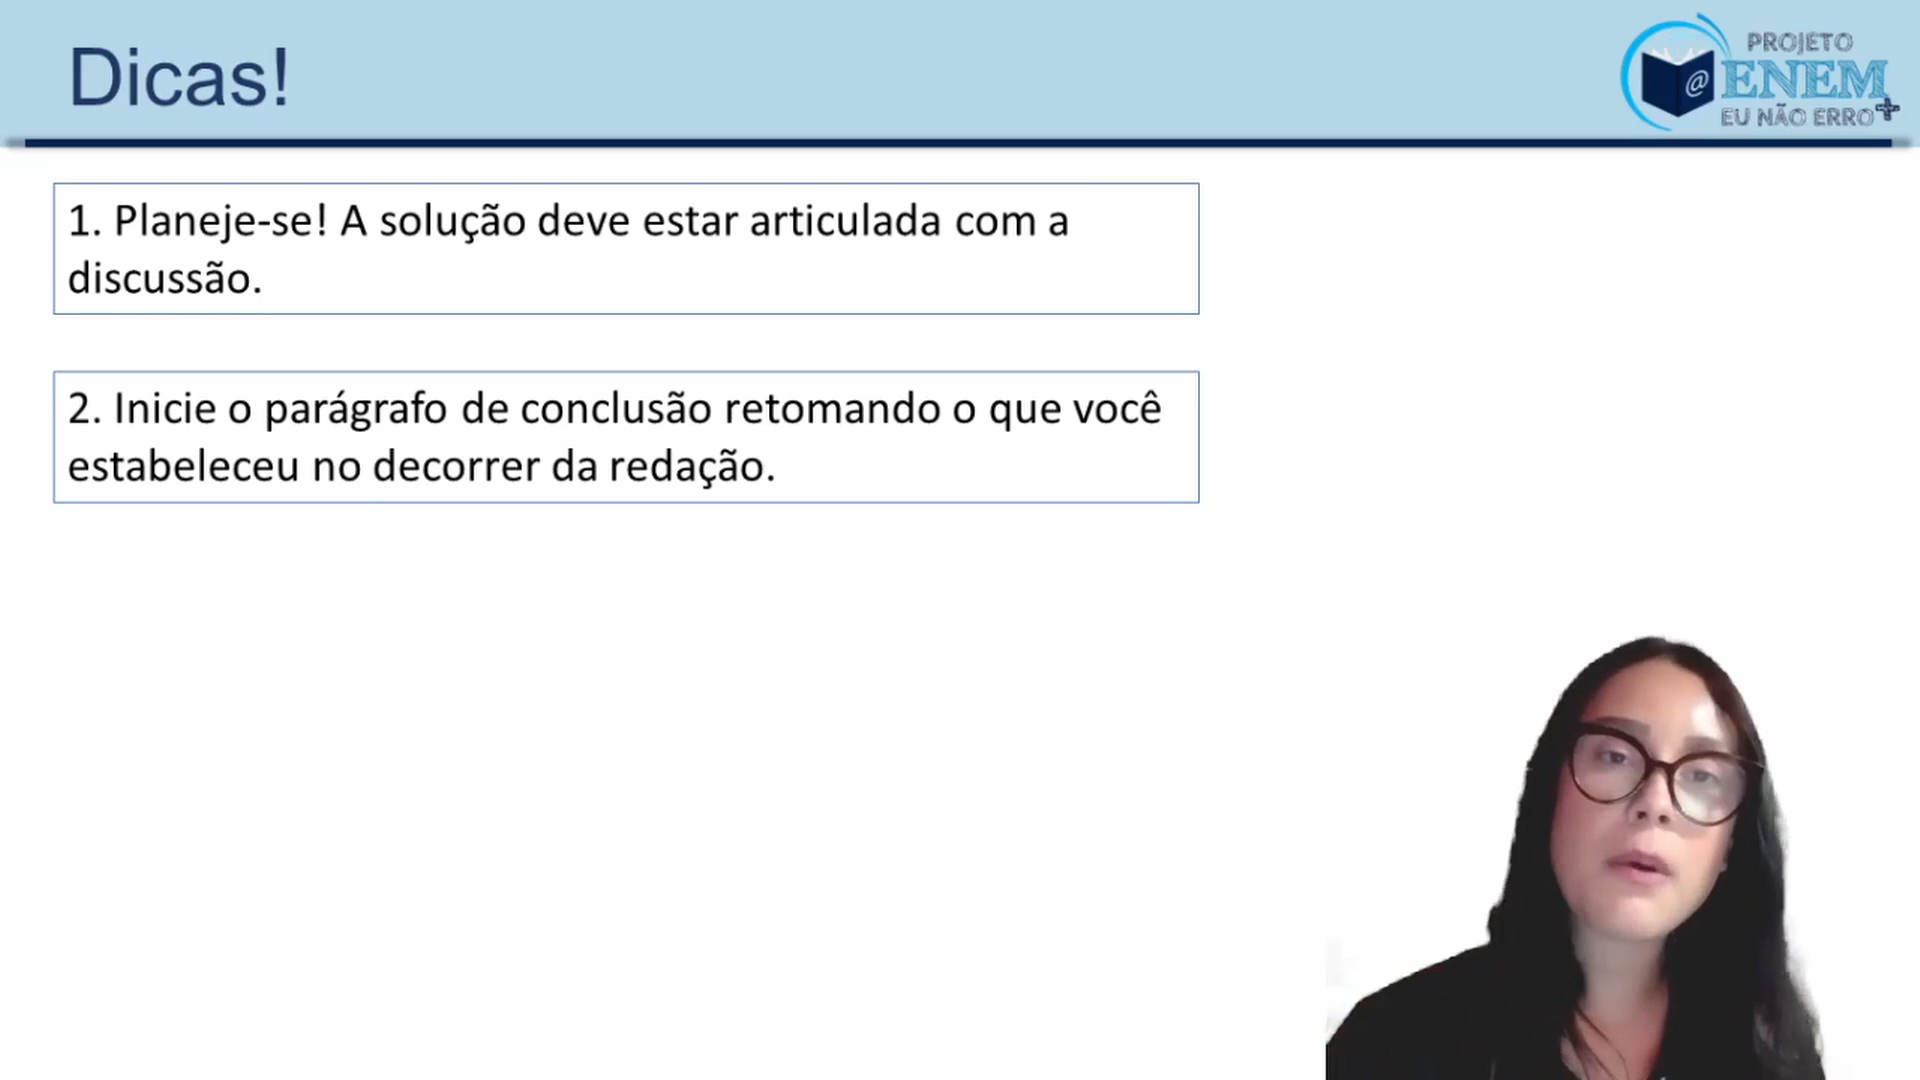 Dicas!
PROJETO
@ENEM
EU NÃO ERRO+
1. Planeje-se! A solução deve estar articulada com a
discussão.
2. Inicie o parágrafo de conclusão retomando o que você
estabeleceu no decorrer da redação.